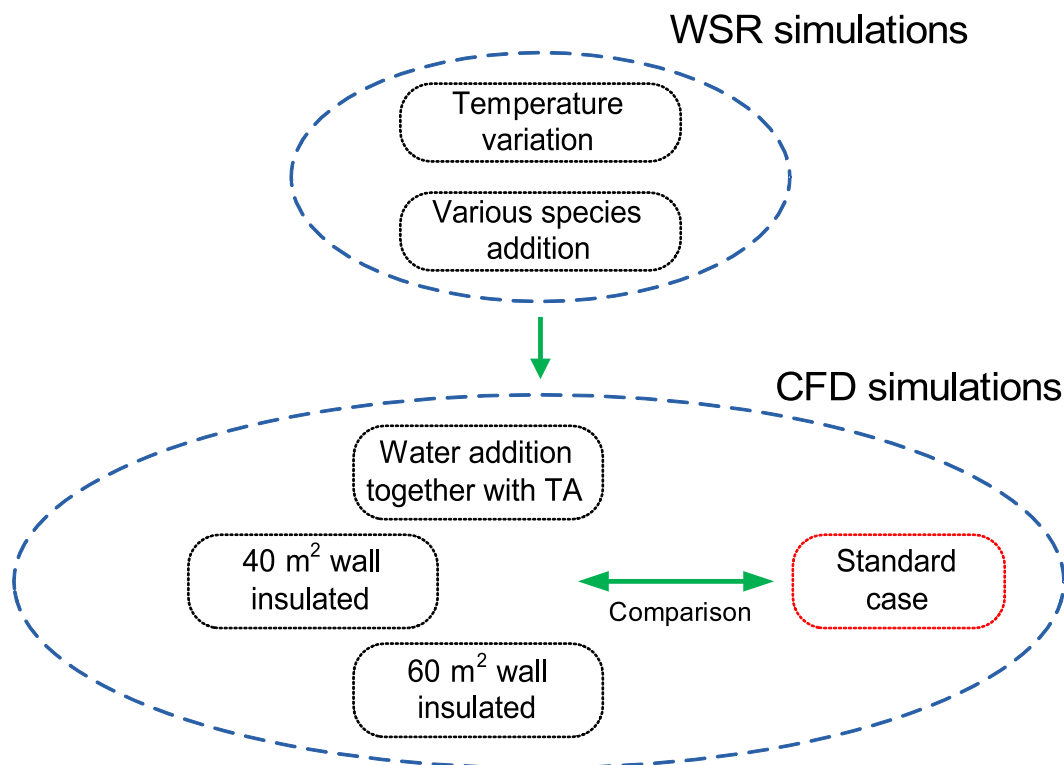 WSR simulations
Temperature
variation
Various species
addition
CFD simulations
Water addition
together with TA
40 m² wall
insulated
Comparison
Standard
case
60 m² wall
insulated